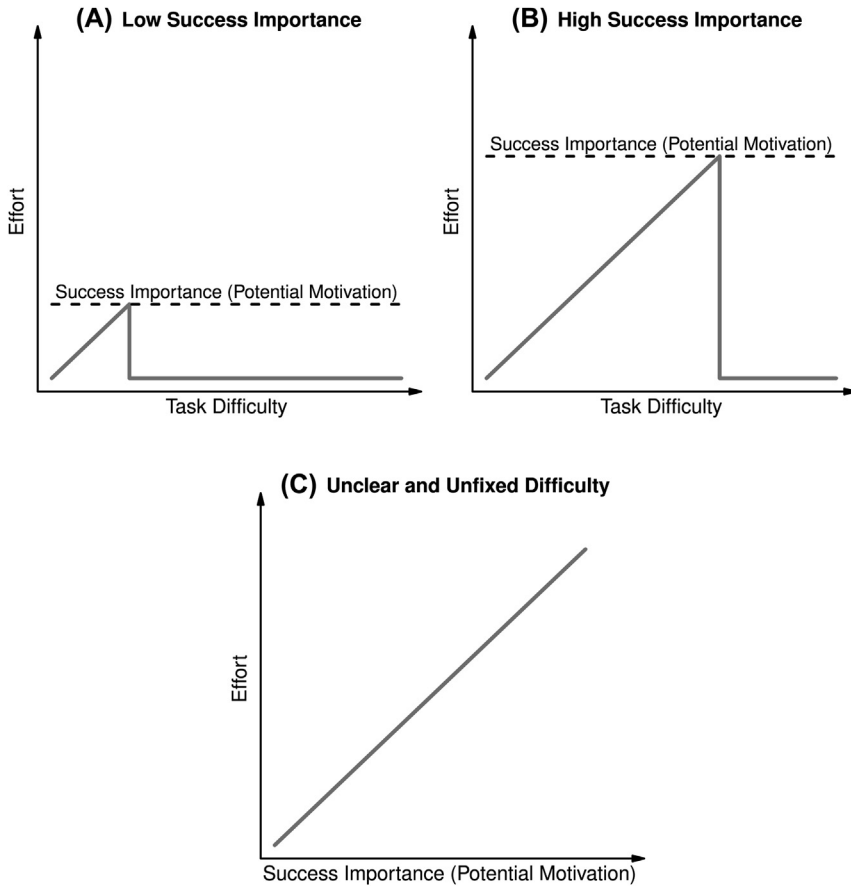 (A) Low Success Importance
Effort
Success Importance (Potential Motivation)
Task Difficulty
(B) High Success Importance
Effort
Success Importance (Potential Motivation)
Task Difficulty
(C) Unclear and Unfixed Difficulty
Effort
Success Importance (Potential Motivation)